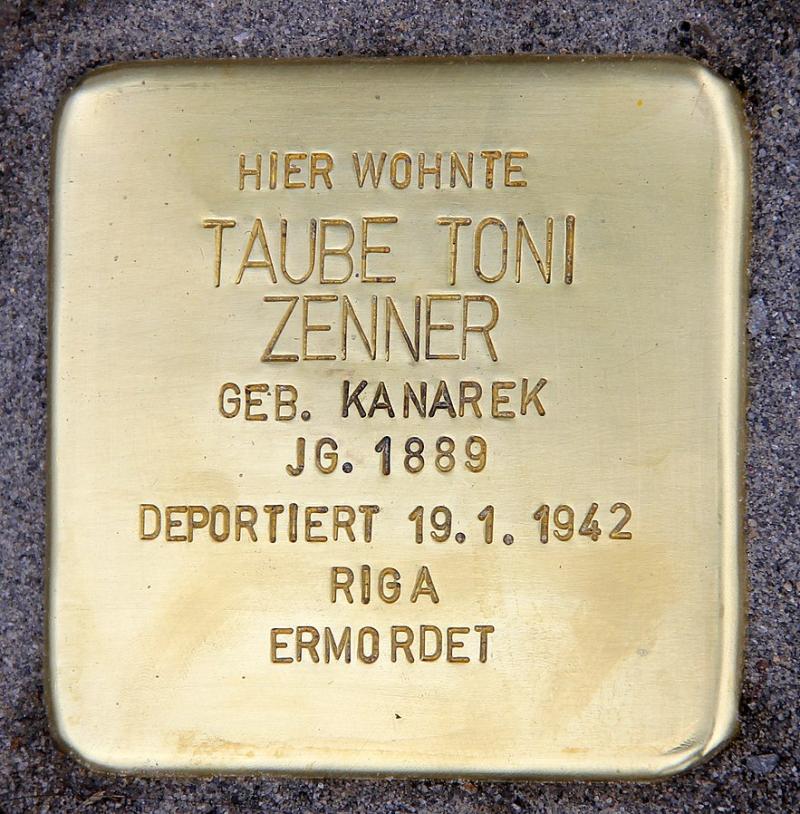 HIER WOHNTE
TAUBE TONI
ZENNER
GEB. KANAREK
JG. 1889
DEPORTIERT 19.1.1942
RIGA
ERMORDET